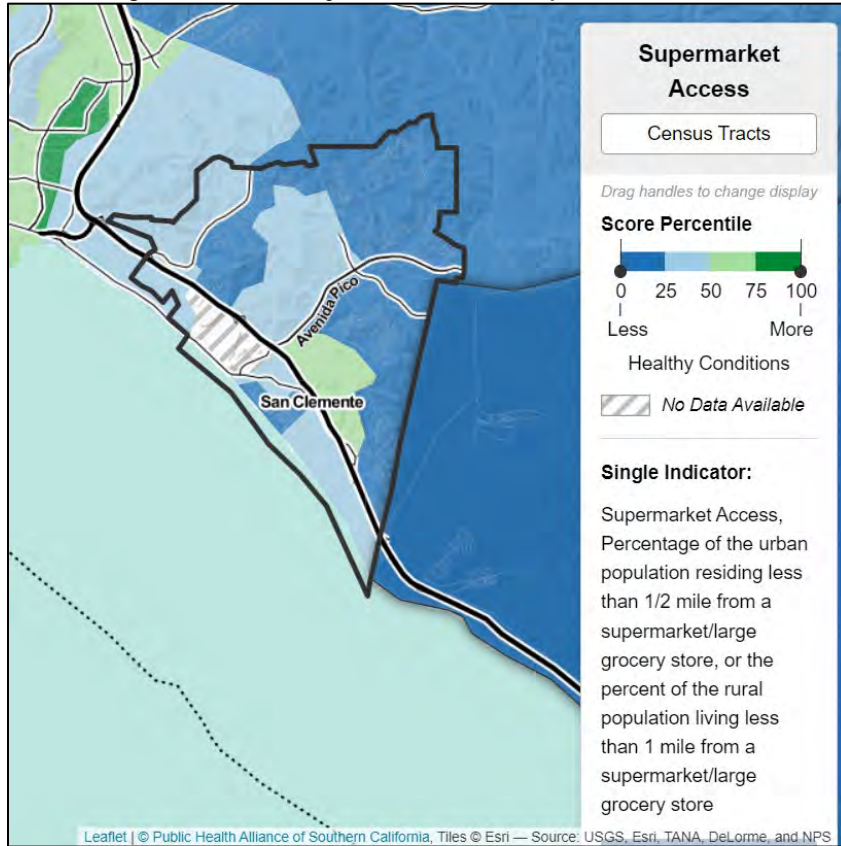 Supermarket
Access
Census Tracts
Drag handles to change display
Score Percentile
0 25 50 75 100
Less More
Healthy Conditions
No Data Available
Single Indicator:
Supermarket Access,
Percentage of the urban
population residing less
than 1/2 mile from a
supermarket/large
grocery store, or the
percent of the rural
population living less
than 1 mile from a
supermarket/large
grocery store
Avenida Pico
San Clemente
Leaflet | © Public Health Alliance of Southern California, Tiles © Esri — Source: USGS, Esri, TANA, DeLorme, and NPS